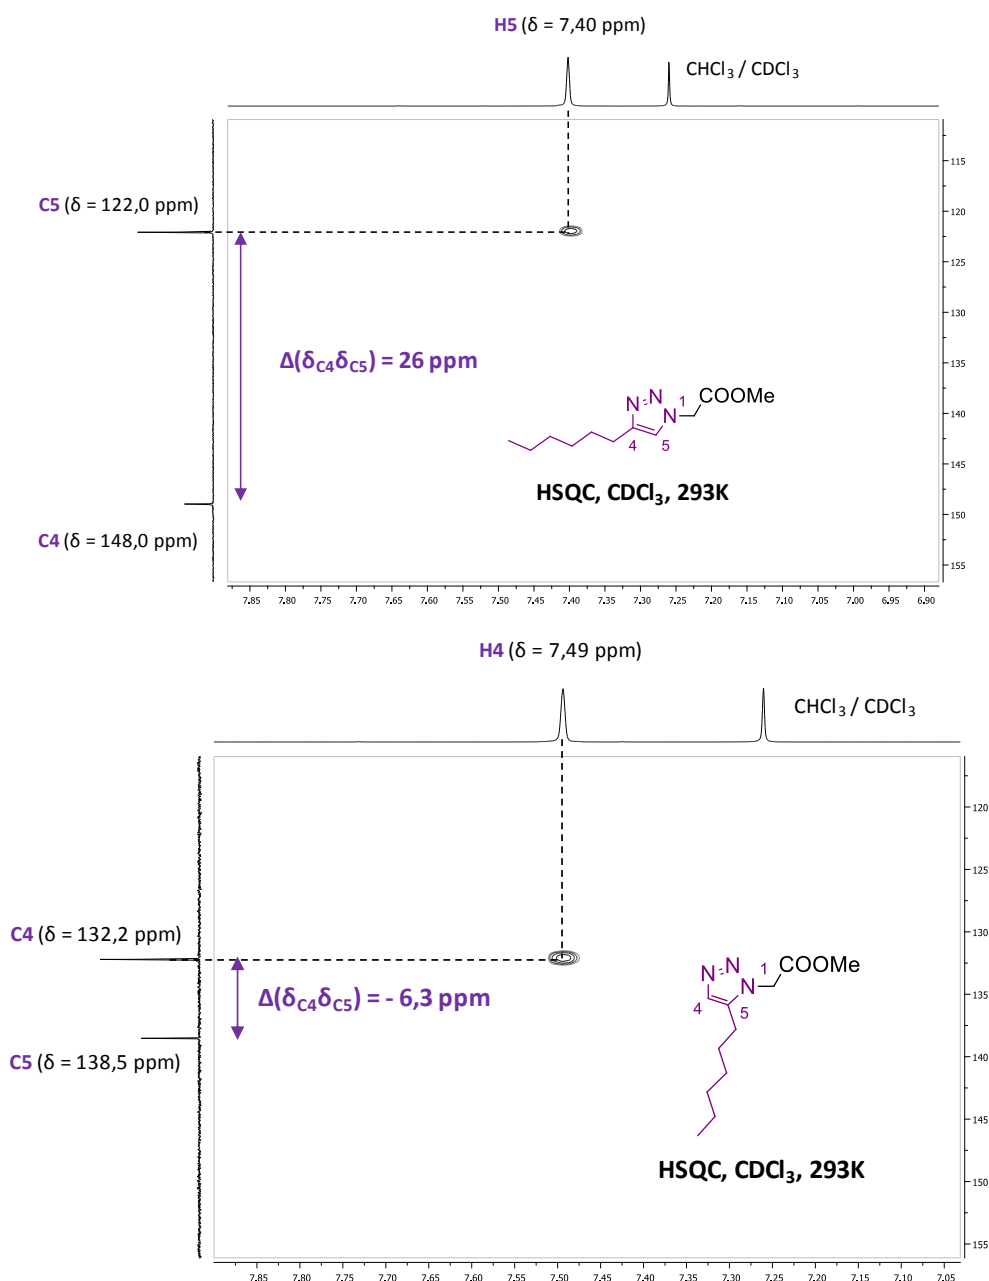 H5 (δ = 7,40 ppm)
CHCl₃ / CDCl₃
C5 (δ = 122,0 ppm)
Δ(δC4δC5) = 26 ppm
C4 (δ = 148,0 ppm)
N N N 1 COOMe
4 5
HSQC, CDCl₃, 293K
115
120
125
130
135
140
145
150
155
7.85 7.80 7.75 7.70 7.65 7.60 7.55 7.50 7.45 7.40 7.35 7.30 7.25 7.20 7.15 7.10 7.05 7.00 6.95 6.90
H4 (δ = 7,49 ppm)
CHCl₃ / CDCl₃
C4 (δ = 132,2 ppm)
Δ(δC4δC5) = - 6,3 ppm
C5 (δ = 138,5 ppm)
N N N 1 COOMe
4 5
HSQC, CDCl₃, 293K
120
125
130
135
140
145
150
155
7.85 7.80 7.75 7.70 7.65 7.60 7.55 7.50 7.45 7.40 7.35 7.30 7.25 7.20 7.15 7.10 7.05